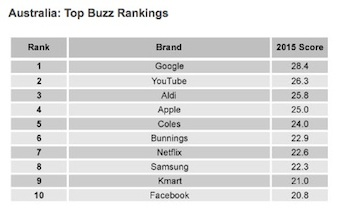 Australia: Top Buzz Rankings
Rank Brand 2015 Score
1 Google 28.4
2 YouTube 26.3
3 Aldi 25.8
4 Apple 25.0
5 Coles 24.0
6 Bunnings 22.9
7 Netflix 22.6
8 Samsung 22.3
9 Kmart 21.0
10 Facebook 20.8